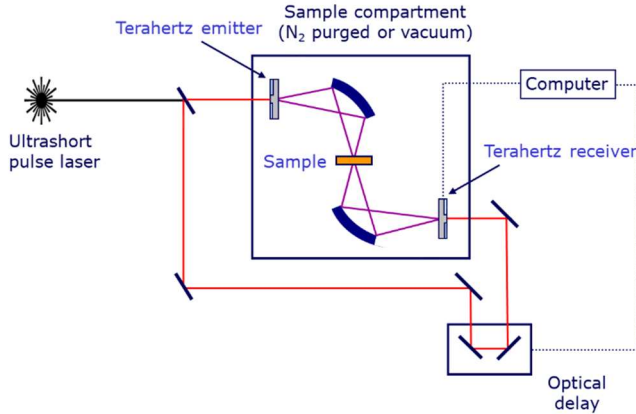 Sample compartment
(N₂ purged or vacuum)
Terahertz emitter
Computer
Ultrashort
pulse laser
Sample
Terahertz receiver
Optical
delay